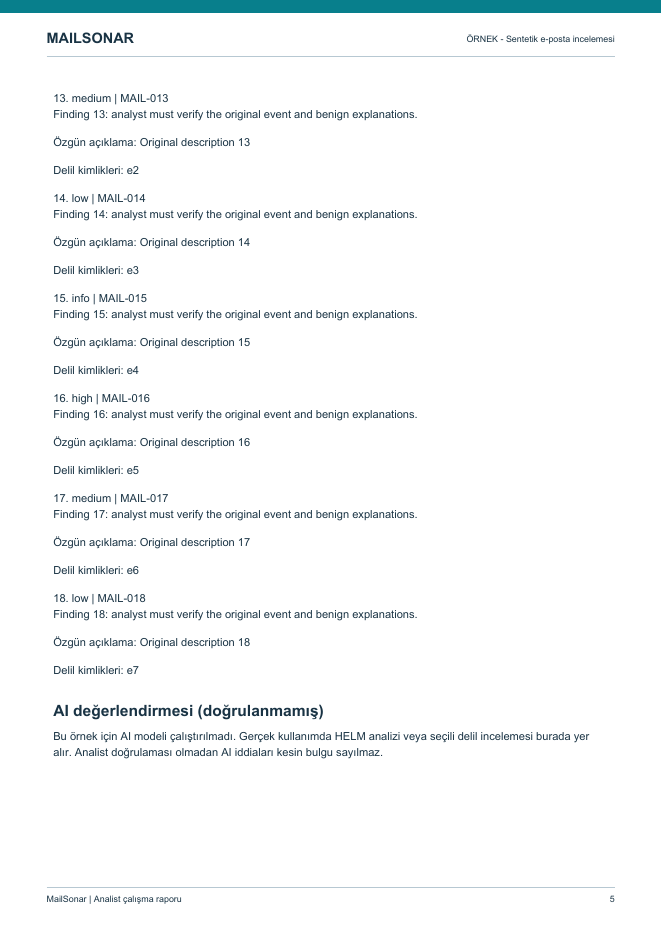 MAILSONAR
ÖRNEK - Sentetik e-posta incelemesi
13. medium | MAIL-013
Finding 13: analyst must verify the original event and benign explanations.
Özgün açıklama: Original description 13
Delil kimlikleri: e2
14. low | MAIL-014
Finding 14: analyst must verify the original event and benign explanations.
Özgün açıklama: Original description 14
Delil kimlikleri: e3
15. info | MAIL-015
Finding 15: analyst must verify the original event and benign explanations.
Özgün açıklama: Original description 15
Delil kimlikleri: e4
16. high | MAIL-016
Finding 16: analyst must verify the original event and benign explanations.
Özgün açıklama: Original description 16
Delil kimlikleri: e5
17. medium | MAIL-017
Finding 17: analyst must verify the original event and benign explanations.
Özgün açıklama: Original description 17
Delil kimlikleri: e6
18. low | MAIL-018
Finding 18: analyst must verify the original event and benign explanations.
Özgün açıklama: Original description 18
Delil kimlikleri: e7
AI değerlendirmesi (doğrulanmamış)
Bu örnek için AI modeli çalıştırılmadı. Gerçek kullanımda HELM analizi veya seçili delil incelemesi burada yer
alır. Analist doğrulaması olmadan AI iddiaları kesin bulgu sayılmaz.
MailSonar | Analist çalışma raporu
5